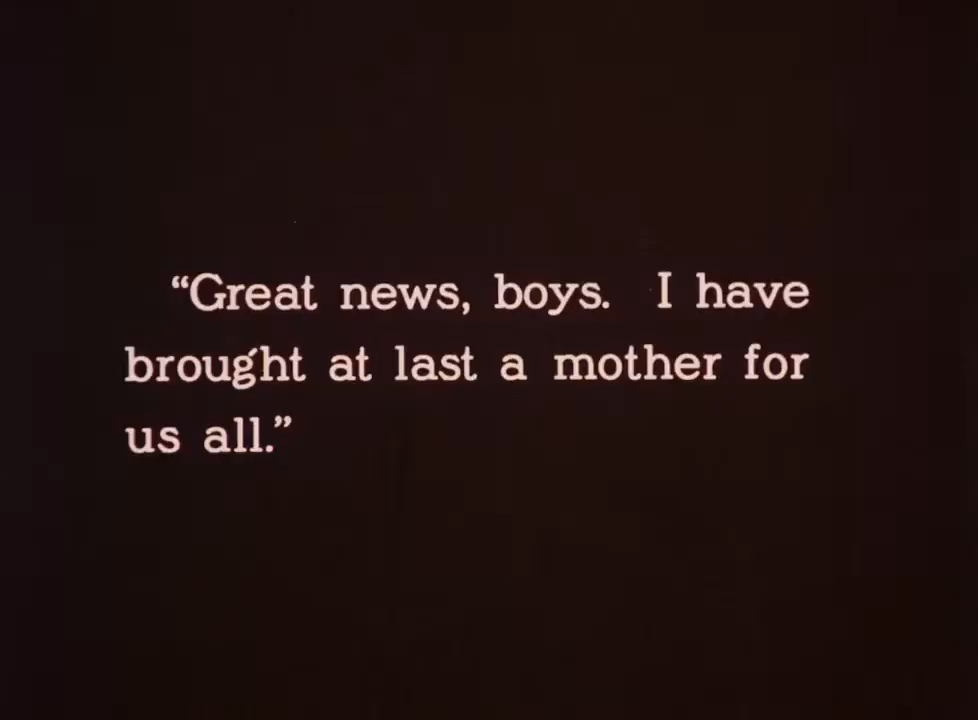 “Great news, boys. I have
brought at last a mother for
us all.”